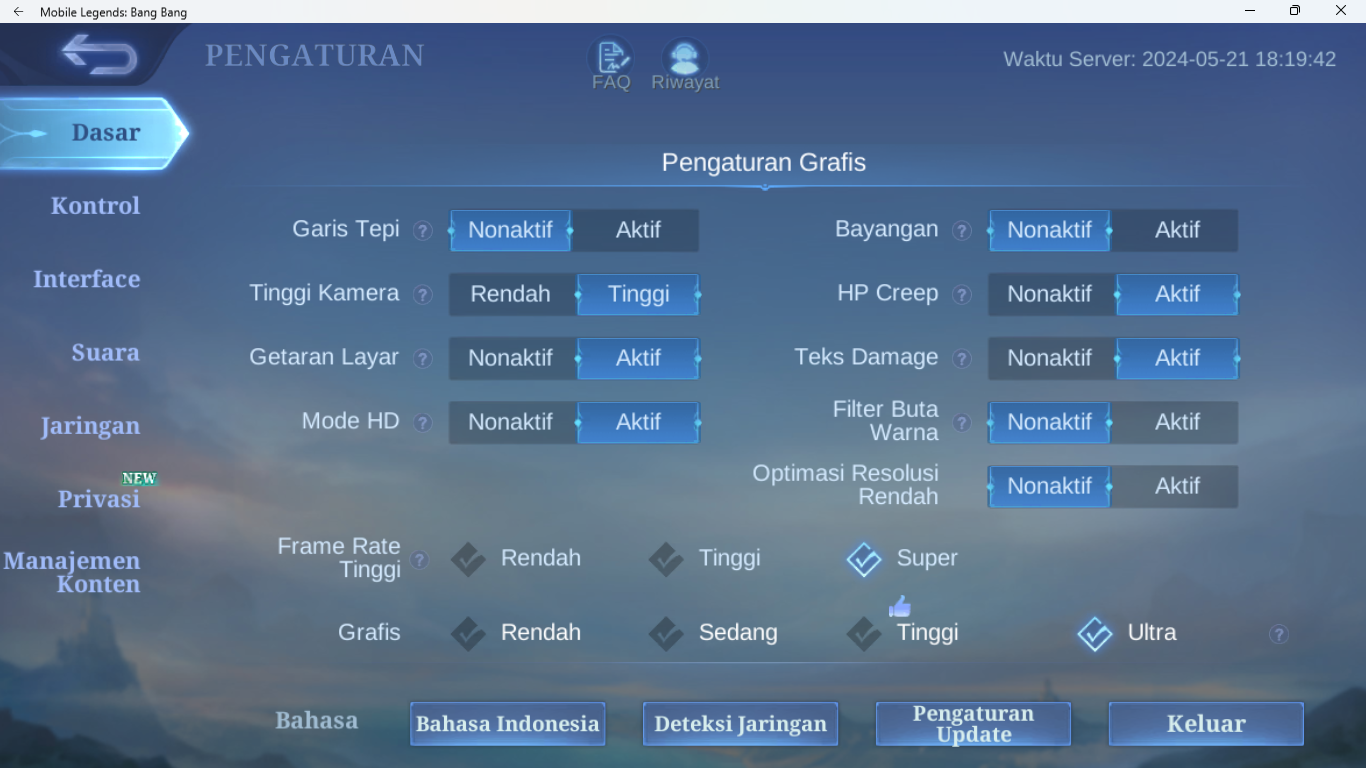 Mobile Legends: Bang Bang
PENGATURAN
FAQ
Riwayat
Waktu Server: 2024-05-21 18:19:42
Dasar
Kontrol
Interface
Suara
Jaringan
NEW
Privasi
Manajemen
Konten
Pengaturan Grafis
Garis Tepi ? Nonaktif Aktif
Bayangan ? Nonaktif Aktif
Tinggi Kamera ? Rendah Tinggi
HP Creep ? Nonaktif Aktif
Getaran Layar ? Nonaktif Aktif
Teks Damage ? Nonaktif Aktif
Mode HD ? Nonaktif Aktif
Filter Buta
Warna ? Nonaktif Aktif
Optimasi Resolusi
Rendah Nonaktif Aktif
Frame Rate
Tinggi ? Rendah Tinggi Super
Grafis Rendah Sedang Tinggi Ultra ?
Bahasa
Bahasa Indonesia
Deteksi Jaringan
Pengaturan
Update
Keluar